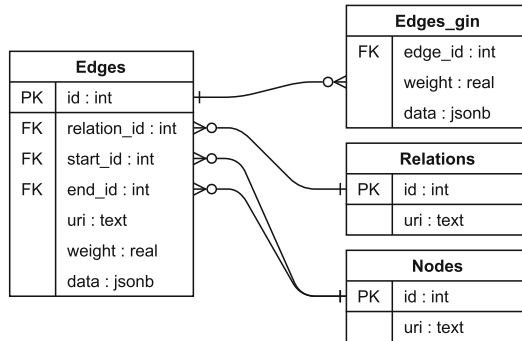 Edges
PK id : int
FK relation_id : int
FK start_id : int
FK end_id : int
uri : text
weight : real
data : jsonb
Edges_gin
FK edge_id : int
weight : real
data : jsonb
Relations
PK id : int
uri : text
Nodes
PK id : int
uri : text